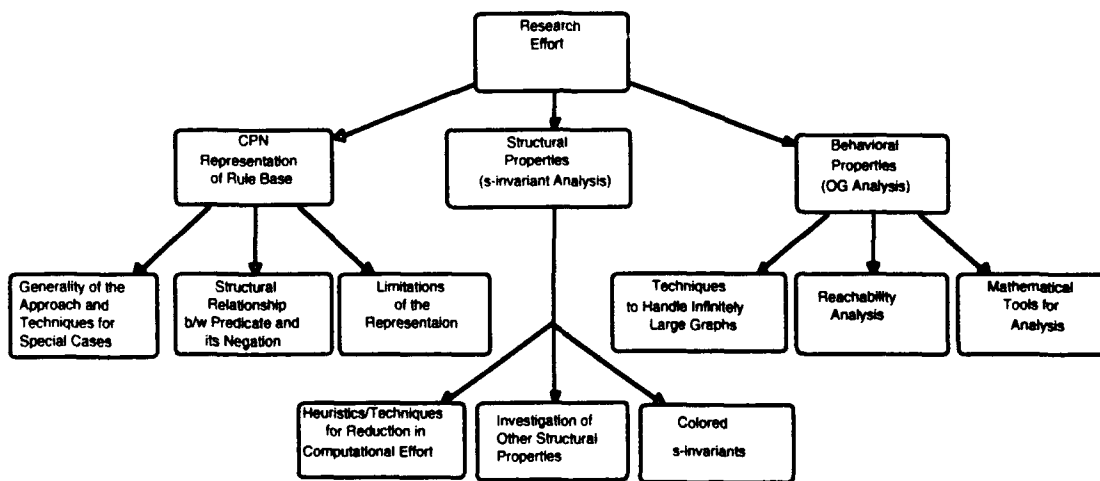 Research
Effort
CPN
Representation
of Rule Base
Structural
Properties
(s-invariant Analysis)
Behavioral
Properties
(OG Analysis)
Generality of the
Approach and
Techniques for
Special Cases
Structural
Relationship
b/w Predicate and
its Negation
Limitations
of the
Representaion
Techniques
to Handle Infinitely
Large Graphs
Reachability
Analysis
Mathematical
Tools for
Analysis
Heuristics/Techniques
for Reduction in
Computational Effort
Investigation of
Other Structural
Properties
Colored
s-invariants